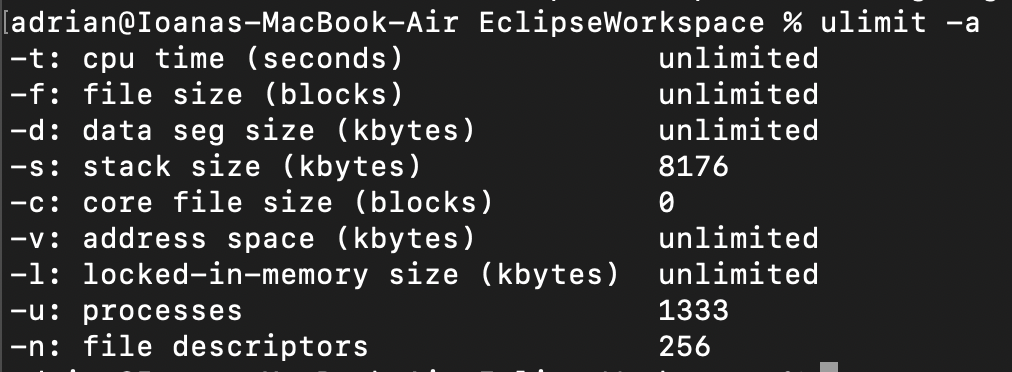 [adrian@Ioanas-MacBook-Air EclipseWorkspace % ulimit -a
-t: cpu time (seconds)              unlimited
-f: file size (blocks)              unlimited
-d: data seg size (kbytes)          unlimited
-s: stack size (kbytes)             8176
-c: core file size (blocks)         0
-v: address space (kbytes)          unlimited
-l: locked-in-memory size (kbytes)  unlimited
-u: processes                       1333
-n: file descriptors                256